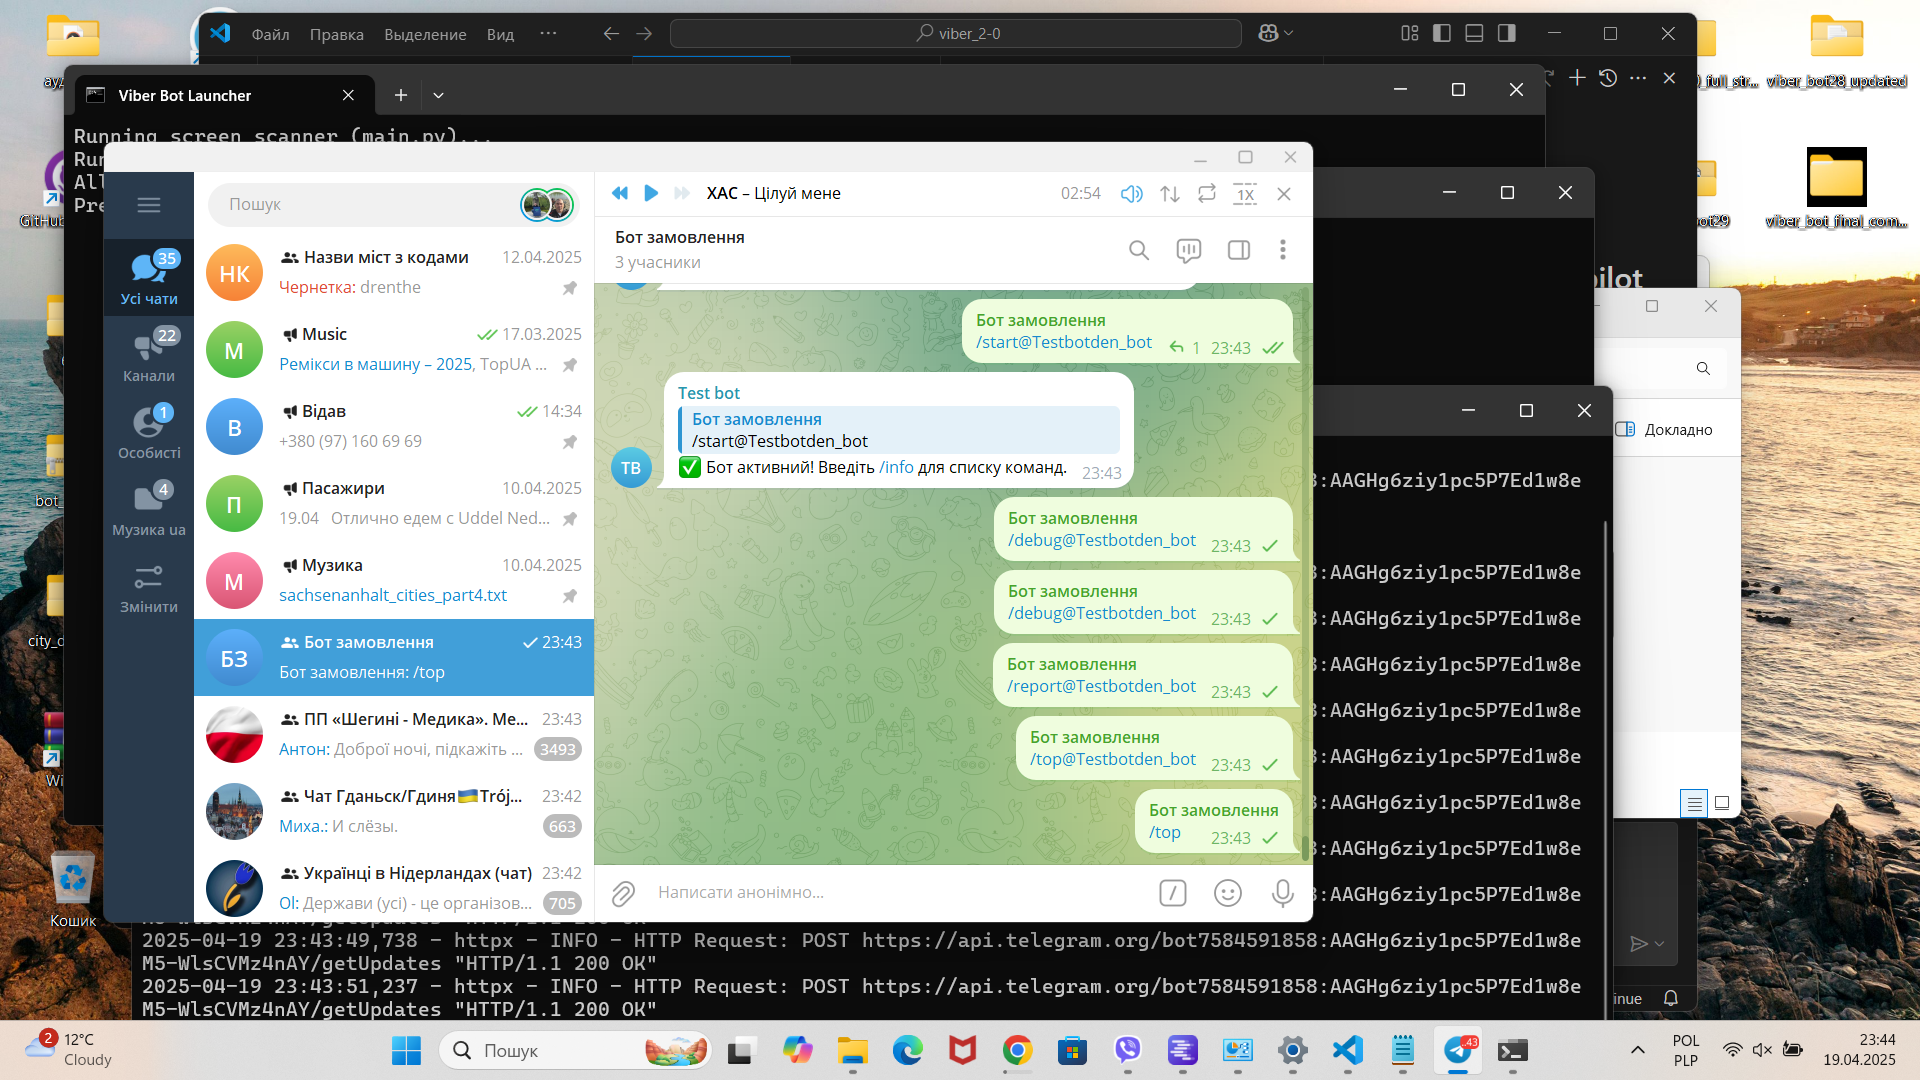 Файл Правка Выделение Вид ···
viber_2-0
Viber Bot Launcher
Running screen scanner (main.py)...
Пошук
ХАС – Цілуй мене
02:54
1X
Бот замовлення
3 учасники
35
Усі чати
22
Канали
1
Особисті
4
Музика ua
Змінити
НК
Назви міст з кодами 12.04.2025
Чернетка: drenthe
М
Music 17.03.2025
Ремікси в машину – 2025, TopUA ...
В
Відав 14:34
+380 (97) 160 69 69
П
Пасажири 10.04.2025
19.04 Отлично едем с Uddel Ned...
М
Музика 10.04.2025
sachsenanhalt_cities_part4.txt
БЗ
Бот замовлення 23:43
Бот замовлення: /top
ПП «Шегині - Медика». Ме... 23:43
Антон: Доброї ночі, підкажіть ... 3493
Чат Гданьск/Гдиня🇺🇦Trój... 23:42
Миха.: И слёзы. 663
Українці в Нідерландах (чат) 23:42
Ol: Держави (усі) - це організов... 705
Бот замовлення
/start@Testbotden_bot 1 23:43
Test bot
Бот замовлення
/start@Testbotden_bot
✅ Бот активний! Введіть /info для списку команд. 23:43
ТВ
Бот замовлення
/debug@Testbotden_bot 23:43
Бот замовлення
/debug@Testbotden_bot 23:43
Бот замовлення
/report@Testbotden_bot 23:43
Бот замовлення
/top@Testbotden_bot 23:43
Бот замовлення
/top 23:43
Написати анонімно...
:AAGHg6ziy1pc5P7Ed1w8e
:AAGHg6ziy1pc5P7Ed1w8e
:AAGHg6ziy1pc5P7Ed1w8e
:AAGHg6ziy1pc5P7Ed1w8e
:AAGHg6ziy1pc5P7Ed1w8e
:AAGHg6ziy1pc5P7Ed1w8e
:AAGHg6ziy1pc5P7Ed1w8e
:AAGHg6ziy1pc5P7Ed1w8e
:AAGHg6ziy1pc5P7Ed1w8e
2025-04-19 23:43:49,738 - httpx - INFO - HTTP Request: POST https://api.telegram.org/bot7584591858:AAGHg6ziy1pc5P7Ed1w8e
M5-WlsCVMz4nAY/getUpdates "HTTP/1.1 200 OK"
2025-04-19 23:43:51,237 - httpx - INFO - HTTP Request: POST https://api.telegram.org/bot7584591858:AAGHg6ziy1pc5P7Ed1w8e
M5-WlsCVMz4nAY/getUpdates "HTTP/1.1 200 OK"
Докладно
viber_bot28_updated
viber_bot_final_com...
Кошик
2
12°C
Cloudy
Пошук
..43
POL
PLP
23:44
19.04.2025